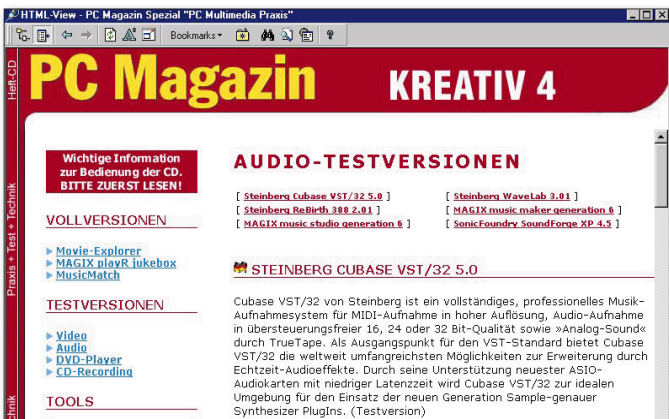 HTML-View - PC Magazin Spezial "PC Multimedia Praxis"
Bookmarks
Heft-CD
PC Magazin KREATIV 4
Praxis + Test + Technik
Wichtige Information
zur Bedienung der CD.
BITTE ZUERST LESEN!
VOLLVERSIONEN
Movie-Explorer
MAGIX playR jukebox
MusicMatch
TESTVERSIONEN
Video
Audio
DVD-Player
CD-Recording
TOOLS
AUDIO-TESTVERSIONEN
[ Steinberg Cubase VST/32 5.0 ] [ Steinberg WaveLab 3.01 ]
[ Steinberg ReBirth 388 2.01 ] [ MAGIX music maker generation 6 ]
[ MAGIX music studio generation 6 ] [ SonicFoundry SoundForge XP 4.5 ]
STEINBERG CUBASE VST/32 5.0
Cubase VST/32 von Steinberg ist ein vollständiges, professionelles Musik-
Aufnahmesystem für MIDI-Aufnahme in hoher Auflösung, Audio-Aufnahme
in übersteuerungsfreier 16, 24 oder 32 Bit-Qualität sowie »Analog-Sound«
durch TrueTape. Als Ausgangspunkt für den VST-Standard bietet Cubase
VST/32 die weltweit umfangreichsten Möglichkeiten zur Erweiterung durch
Echtzeit-Audioeffekte. Durch seine Unterstützung neuester ASIO-
Audiokarten mit niedriger Latenzzeit wird Cubase VST/32 zur idealen
Umgebung für den Einsatz der neuen Generation Sample-genauer
Synthesizer PlugIns. (Testversion)